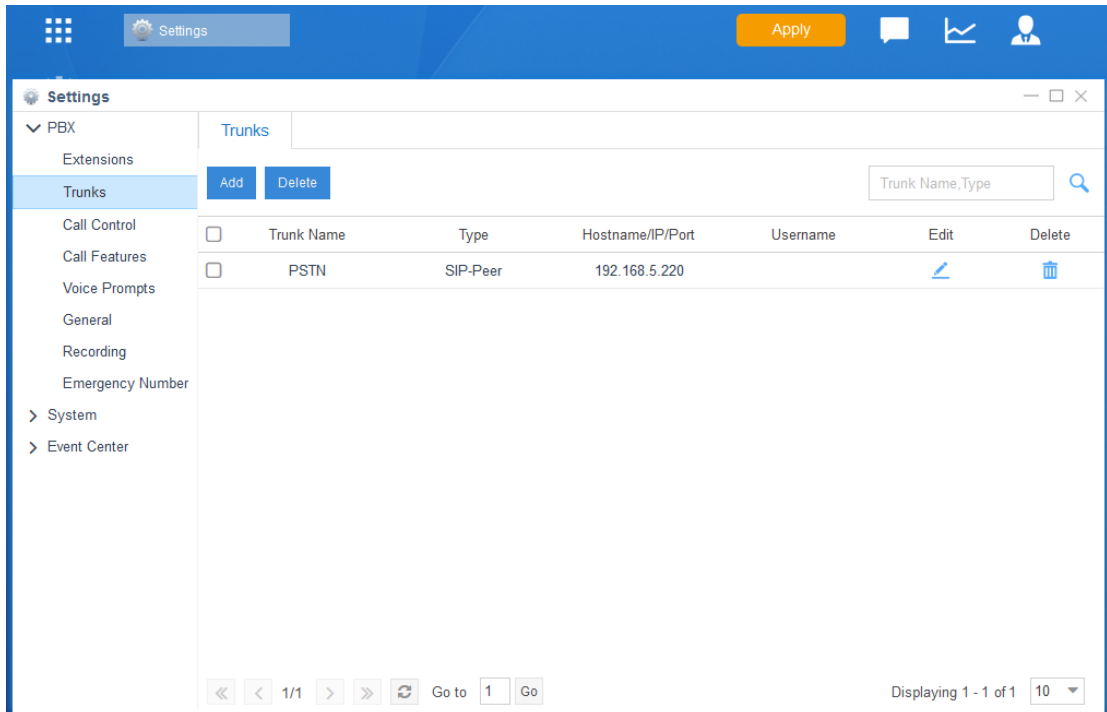 Settings
Apply
Settings
PBX
Extensions
Trunks
Call Control
Call Features
Voice Prompts
General
Recording
Emergency Number
System
Event Center
Trunks
Add Delete
Trunk Name,Type
Trunk Name Type Hostname/IP/Port Username Edit Delete
PSTN SIP-Peer 192.168.5.220
1/1 Go to 1 Go Displaying 1 - 1 of 1 10